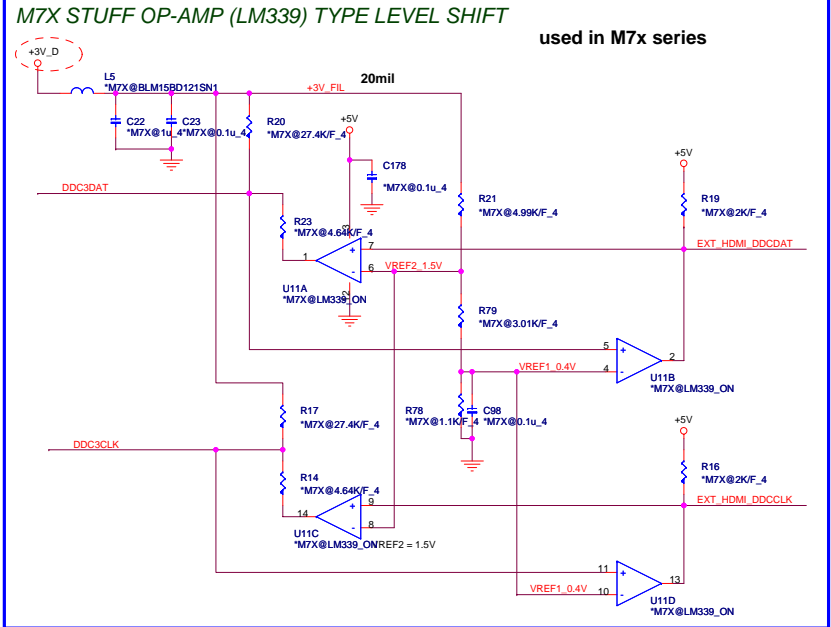 M7X STUFF OP-AMP (LM339) TYPE LEVEL SHIFT
used in M7x series
+3V_D
L5
*M7X@BLM15BD121SN1
20mil
+3V_FIL
C22
*M7X@1u_4
C23
*M7X@0.1u_4
R20
*M7X@27.4K/F_4
+5V
C178
*M7X@0.1u_4
+5V
DDC3DAT
R23
*M7X@4.64K/F_4
R21
*M7X@4.99K/F_4
R19
*M7X@2K/F_4
3
1
7
6
12
VREF2_1.5V
EXT_HDMI_DDCDAT
U11A
*M7X@LM339_ON
R79
*M7X@3.01K/F_4
5
4
2
VREF1_0.4V
U11B
*M7X@LM339_ON
R17
*M7X@27.4K/F_4
R78
*M7X@1.1K/F_4
C98
*M7X@0.1u_4
+5V
DDC3CLK
R14
*M7X@4.64K/F_4
R16
*M7X@2K/F_4
14
9
8
EXT_HDMI_DDCCLK
U11C
*M7X@LM339_ON
VREF2 = 1.5V
11
10
13
VREF1_0.4V
U11D
*M7X@LM339_ON